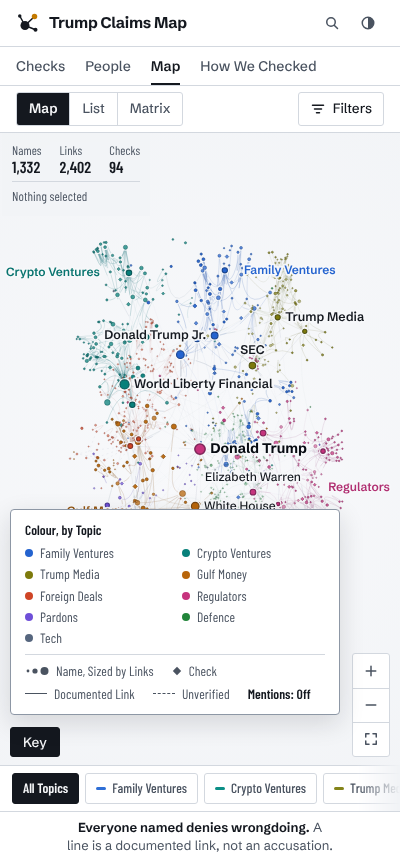 Trump Claims Map
Checks People Map How We Checked
Map List Matrix Filters
Names Links Checks
1,332 2,402 94
Nothing selected
Crypto Ventures
Family Ventures
Trump Media
Donald Trump Jr.
SEC
World Liberty Financial
Donald Trump
Elizabeth Warren
Regulators
White House
Colour, by Topic
Family Ventures Crypto Ventures
Trump Media Gulf Money
Foreign Deals Regulators
Pardons Defence
Tech
Name, Sized by Links Check
Documented Link Unverified Mentions: Off
Key
All Topics Family Ventures Crypto Ventures Trump
Everyone named denies wrongdoing. A
line is a documented link, not an accusation.